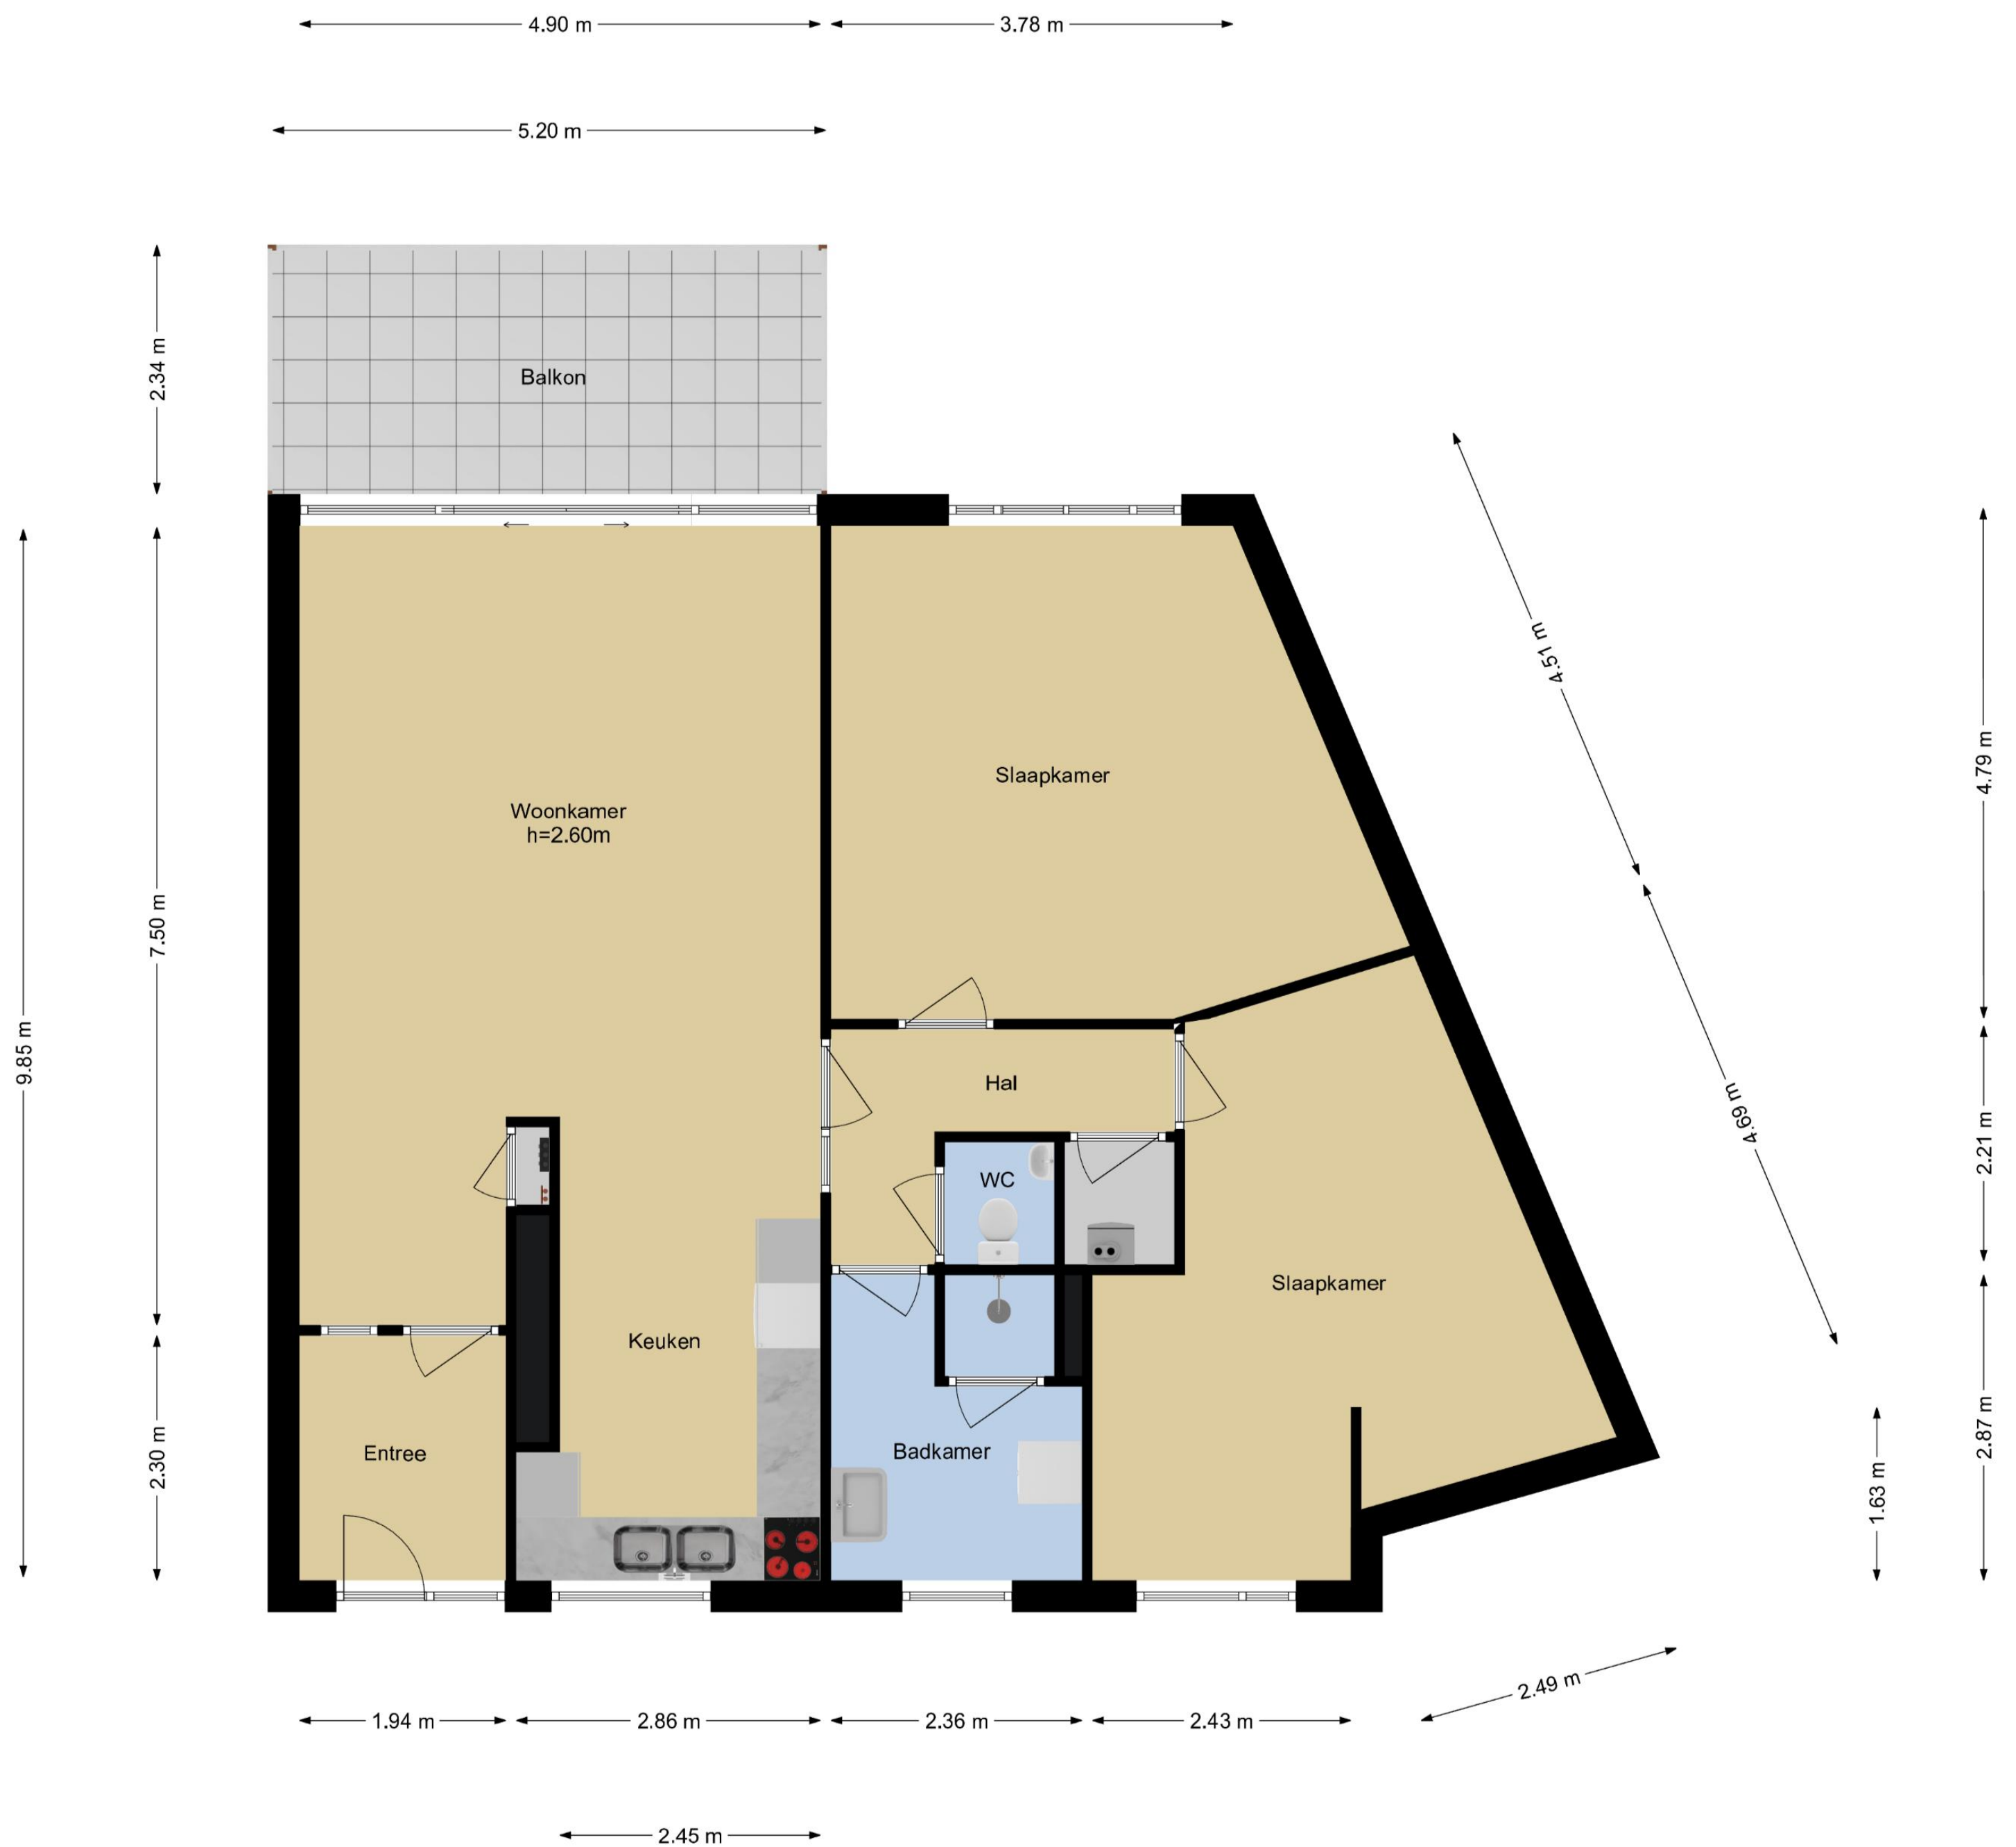 4.90 m
3.78 m
5.20 m
2.34 m
Balkon
4.51 m
4.79 m
Slaapkamer
Woonkamer
h=2.60m
7.50 m
9.85 m
Hal
4.69 m
2.21 m
WC
Slaapkamer
Keuken
Entree
Badkamer
2.30 m
1.63 m
2.87 m
2.49 m
1.94 m
2.86 m
2.36 m
2.43 m
2.45 m